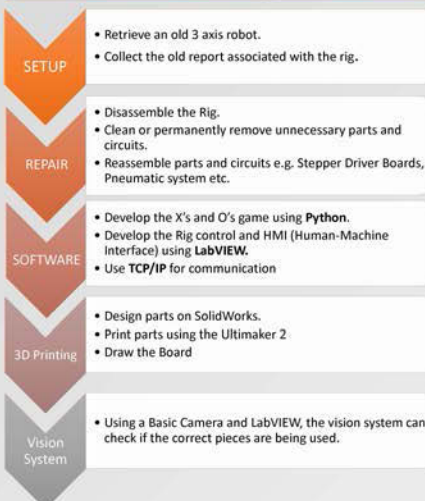 SETUP
• Retrieve an old 3 axis robot.
• Collect the old report associated with the rig.
REPAIR
• Disassemble the Rig.
• Clean or permanently remove unnecessary parts and
circuits.
• Reassemble parts and circuits e.g. Stepper Driver Boards,
Pneumatic system etc.
SOFTWARE
• Develop the X's and O's game using Python.
• Develop the Rig control and HMI (Human-Machine
Interface) using LabVIEW.
• Use TCP/IP for communication
3D Printing
• Design parts on SolidWorks.
• Print parts using the Ultimaker 2
• Draw the Board
Vision
System
• Using a Basic Camera and LabVIEW, the vision system can
check if the correct pieces are being used.